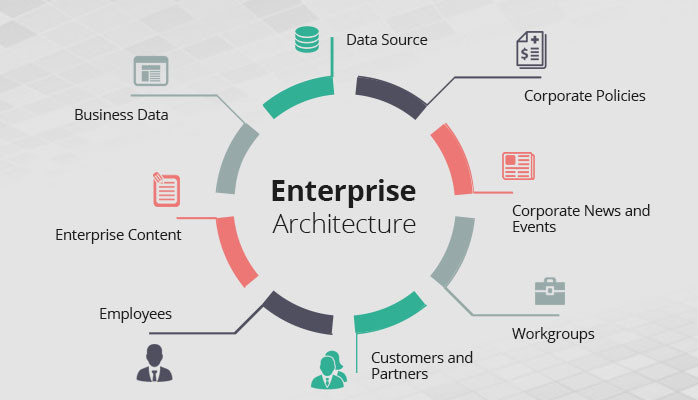 Data Source
Corporate Policies
Business Data
Enterprise
Architecture
Corporate News and
Events
Enterprise Content
Employees
Workgroups
Customers and
Partners